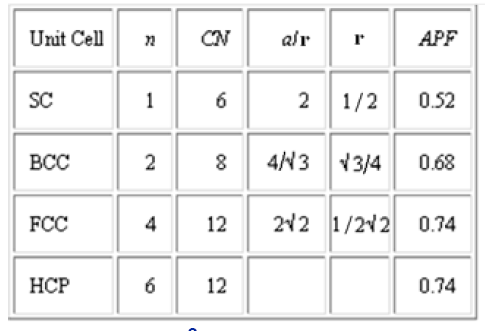 Unit Cell n CN a/r r APF
SC 1 6 2 1/2 0.52
BCC 2 8 4/√3 √3/4 0.68
FCC 4 12 2√2 1/2√2 0.74
HCP 6 12 0.74